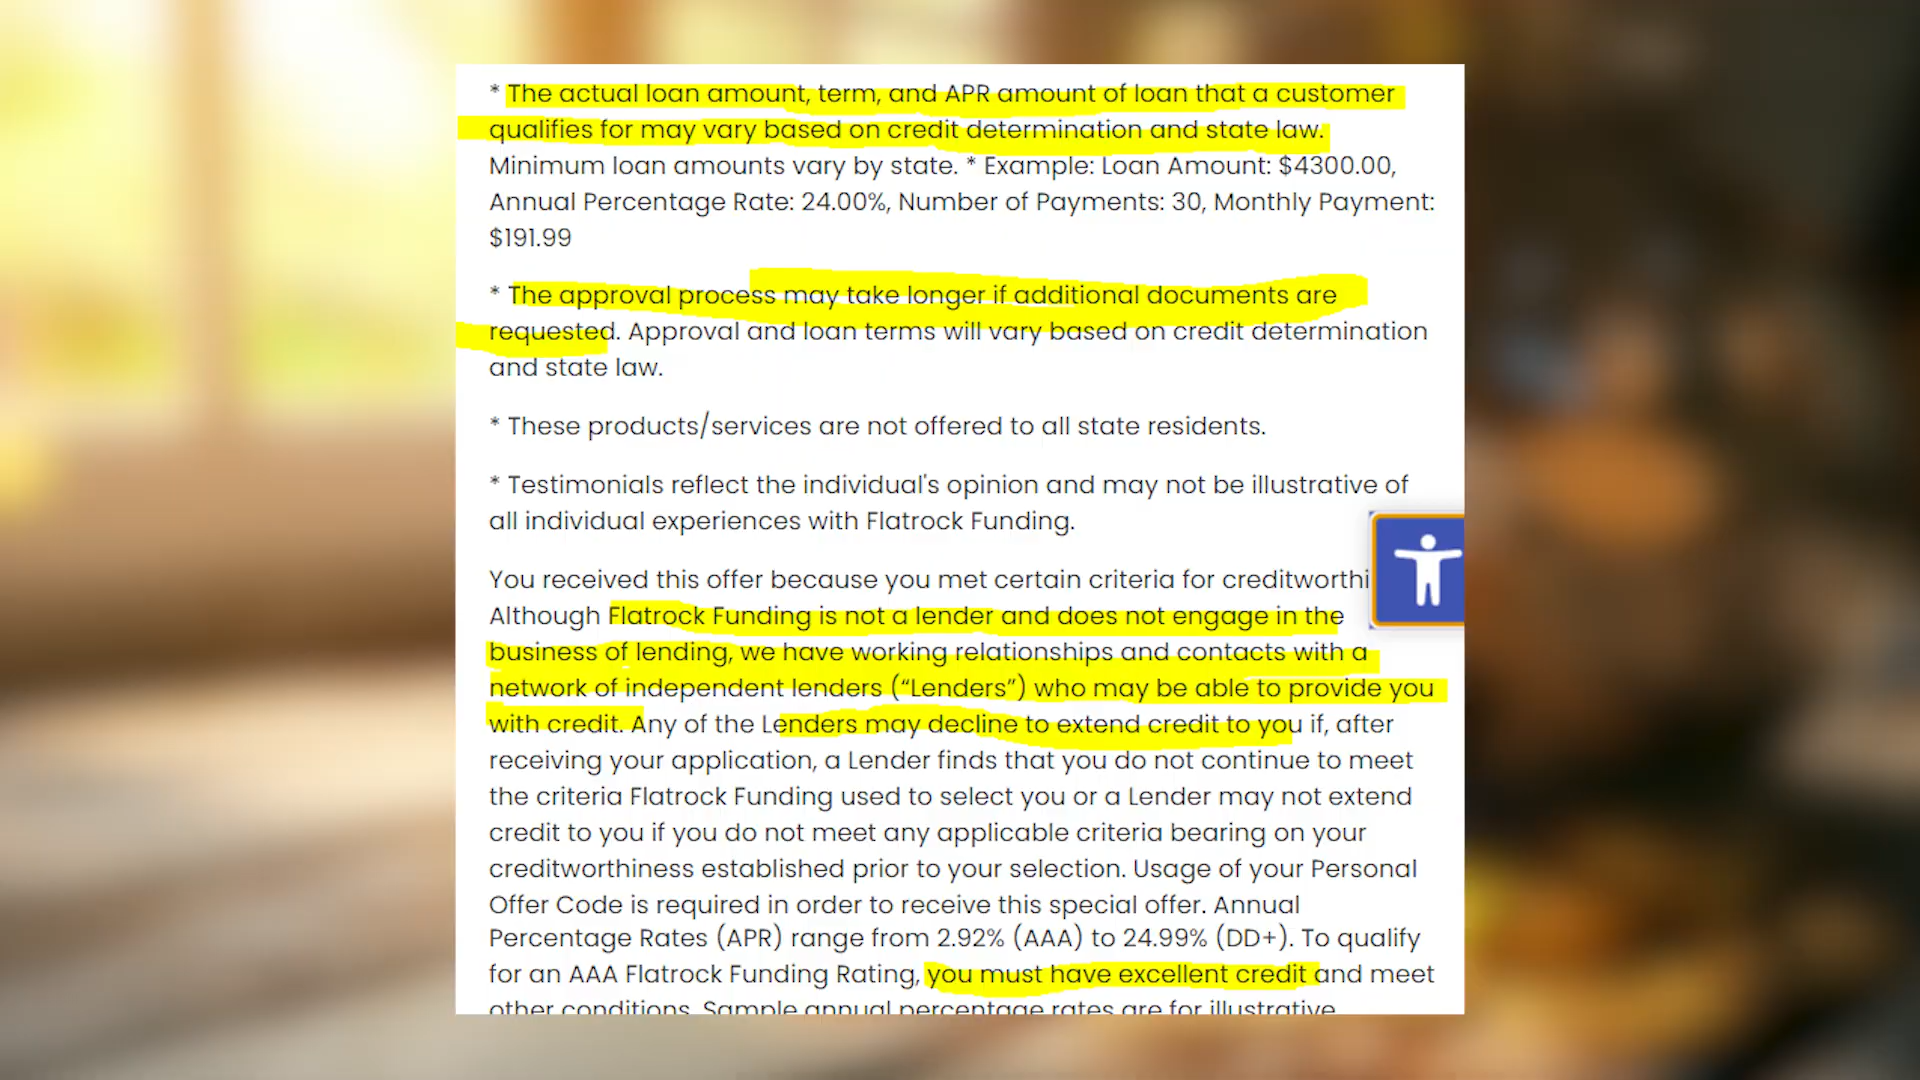 * The actual loan amount, term, and APR amount of loan that a customer
qualifies for may vary based on credit determination and state law.
Minimum loan amounts vary by state. * Example: Loan Amount: $4300.00,
Annual Percentage Rate: 24.00%, Number of Payments: 30, Monthly Payment:
$191.99
* The approval process may take longer if additional documents are
requested. Approval and loan terms will vary based on credit determination
and state law.
* These products/services are not offered to all state residents.
* Testimonials reflect the individual's opinion and may not be illustrative of
all individual experiences with Flatrock Funding.
You received this offer because you met certain criteria for creditworthi
Although Flatrock Funding is not a lender and does not engage in the
business of lending, we have working relationships and contacts with a
network of independent lenders (“Lenders”) who may be able to provide you
with credit. Any of the Lenders may decline to extend credit to you if, after
receiving your application, a Lender finds that you do not continue to meet
the criteria Flatrock Funding used to select you or a Lender may not extend
credit to you if you do not meet any applicable criteria bearing on your
creditworthiness established prior to your selection. Usage of your Personal
Offer Code is required in order to receive this special offer. Annual
Percentage Rates (APR) range from 2.92% (AAA) to 24.99% (DD+). To qualify
for an AAA Flatrock Funding Rating, you must have excellent credit and meet
other conditions. Sample annual percentage rates are for illustrative